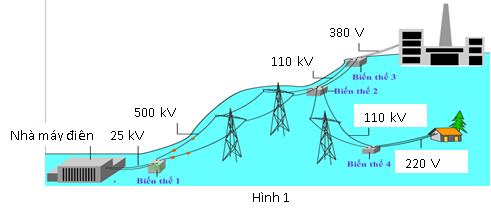 380 V
110 kV
Biến thế 3
Biến thế 2
500 kV
110 kV
Nhà máy điên
25 kV
Biến thế 4
220 V
Biến thế 1
Hình 1